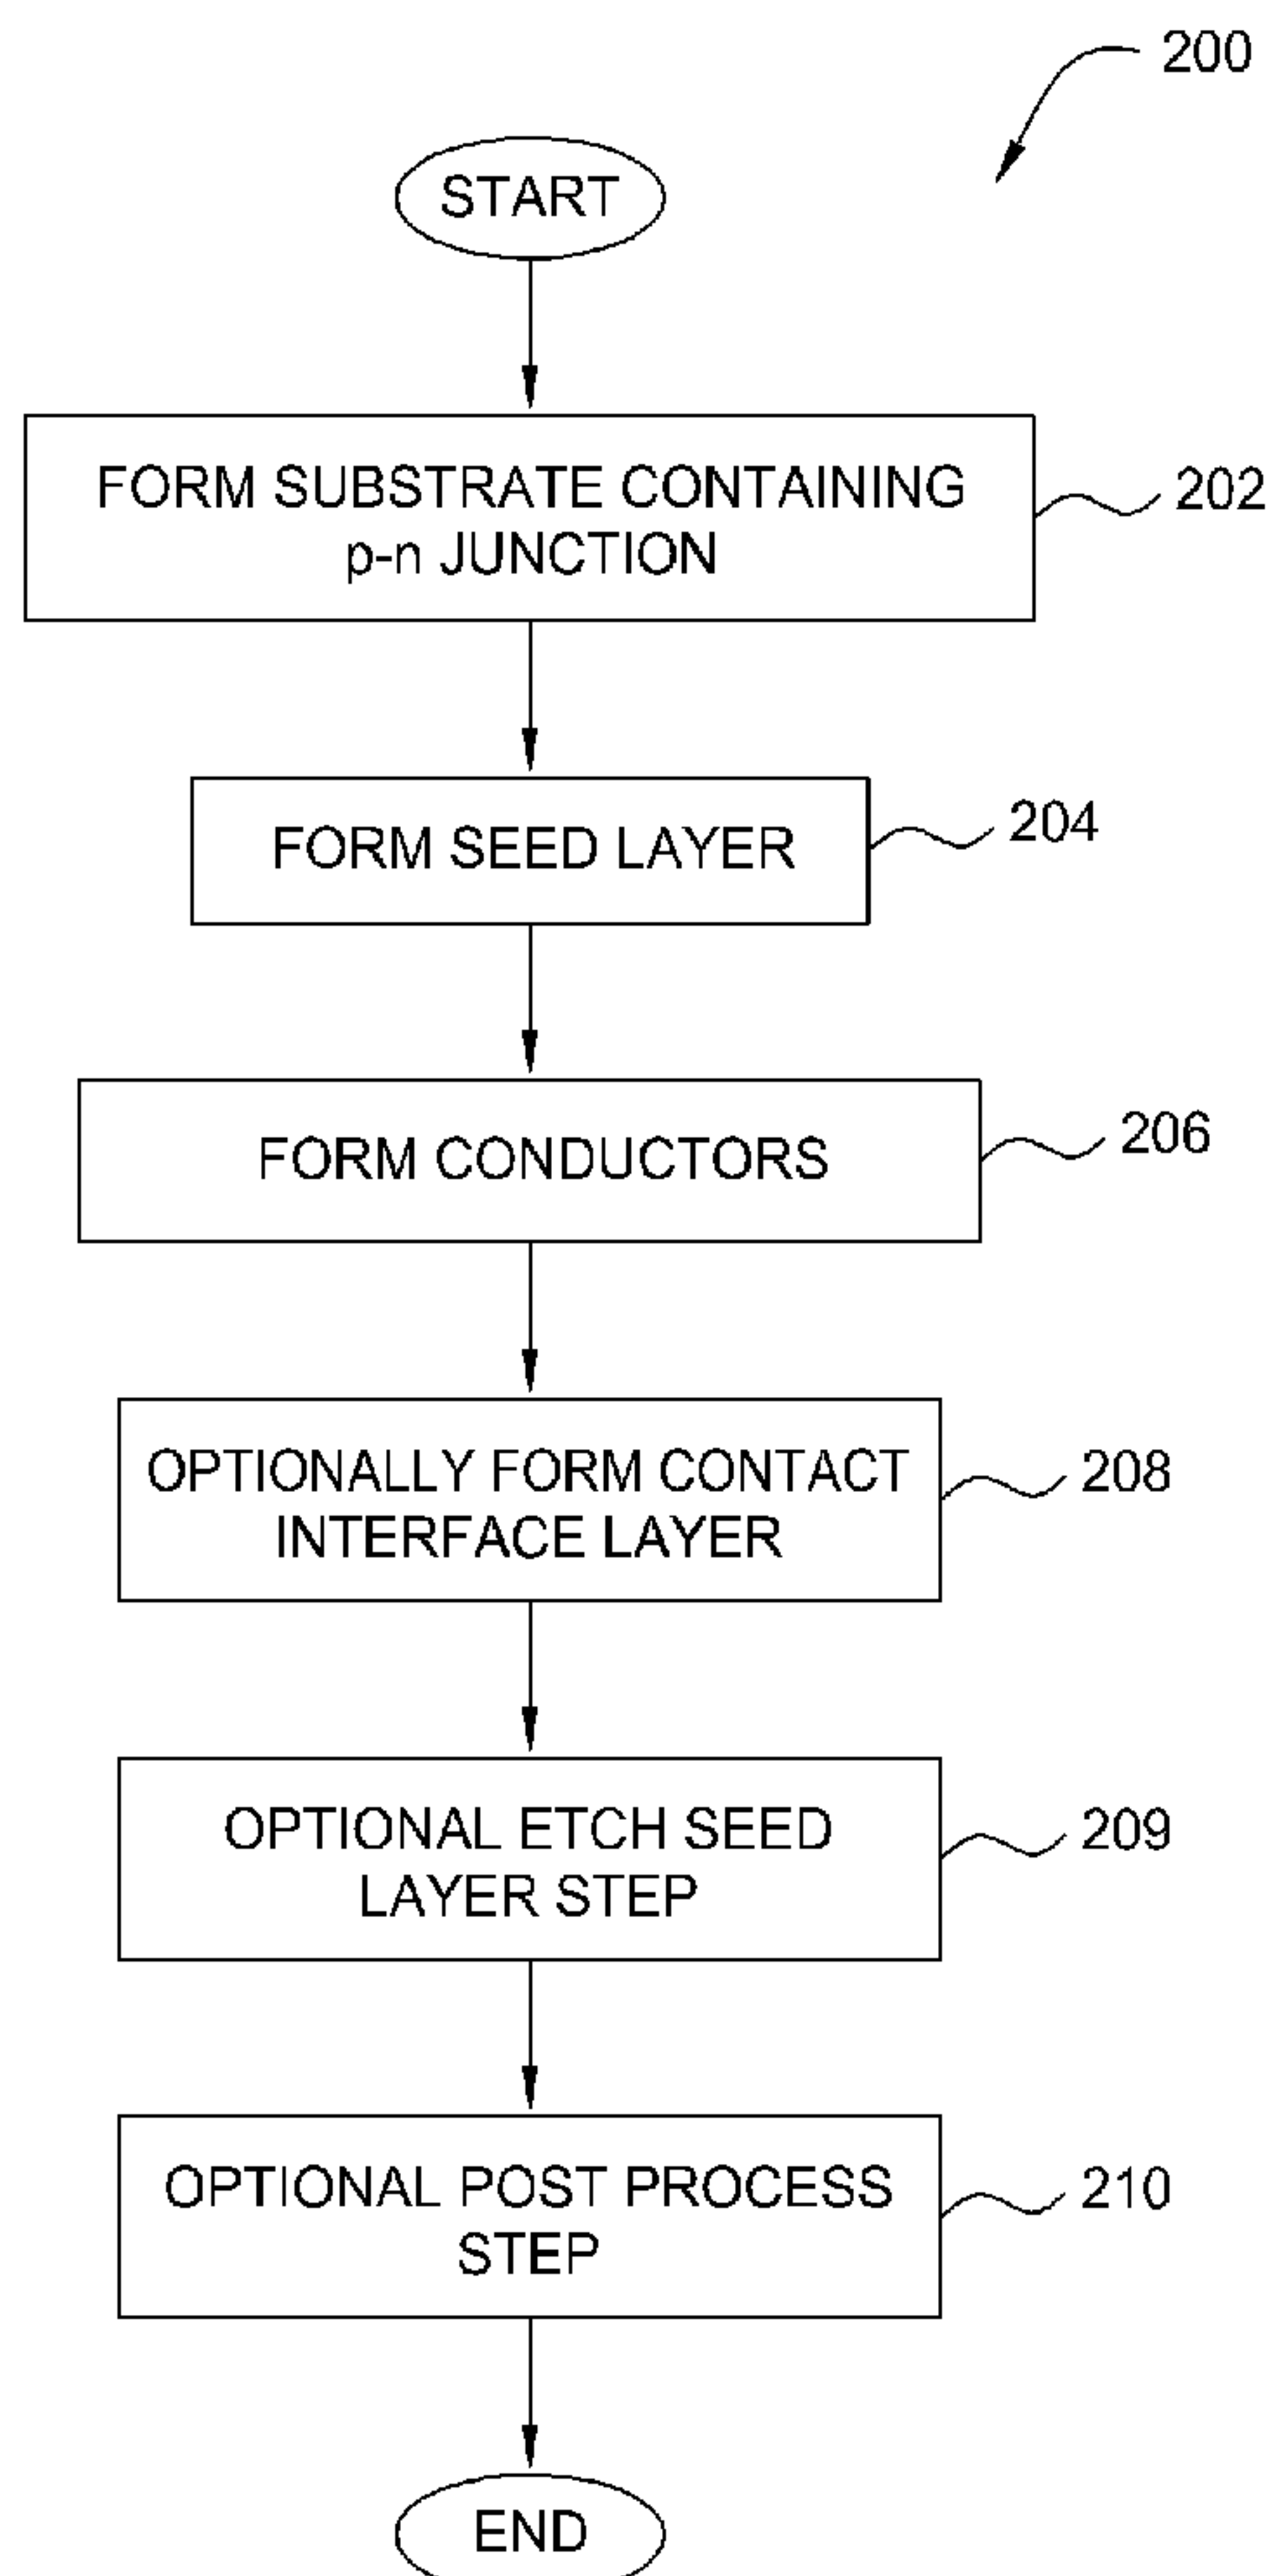 200
START
FORM SUBSTRATE CONTAINING
p-n JUNCTION
202
FORM SEED LAYER
204
FORM CONDUCTORS
206
OPTIONALLY FORM CONTACT
INTERFACE LAYER
208
OPTIONAL ETCH SEED
LAYER STEP
209
OPTIONAL POST PROCESS
STEP
210
END